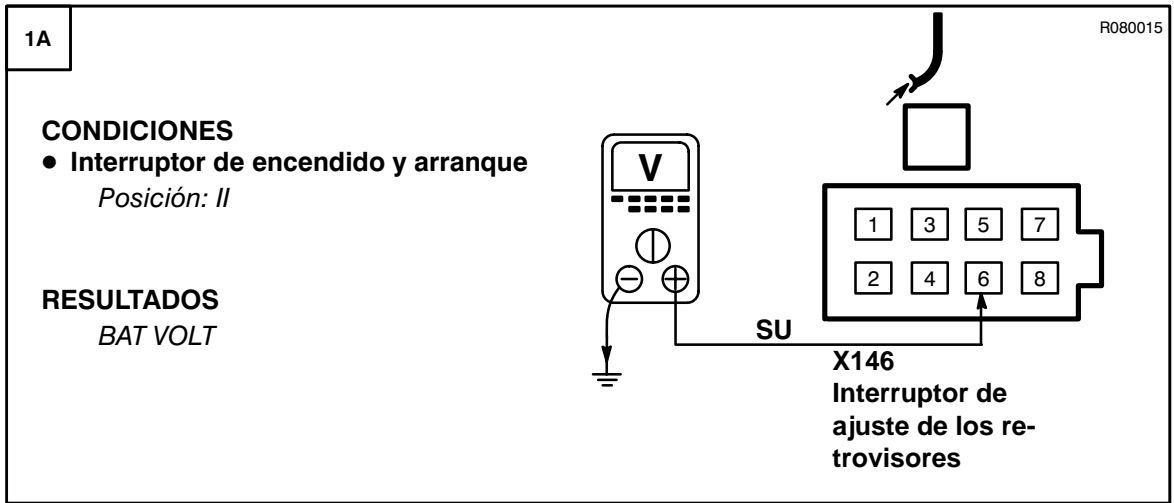 1A
R080015
CONDICIONES
● Interruptor de encendido y arranque
Posición: II
RESULTADOS
BAT VOLT
V
− +
1 3 5 7
2 4 6 8
SU
X146
Interruptor de
ajuste de los re-
trovisores